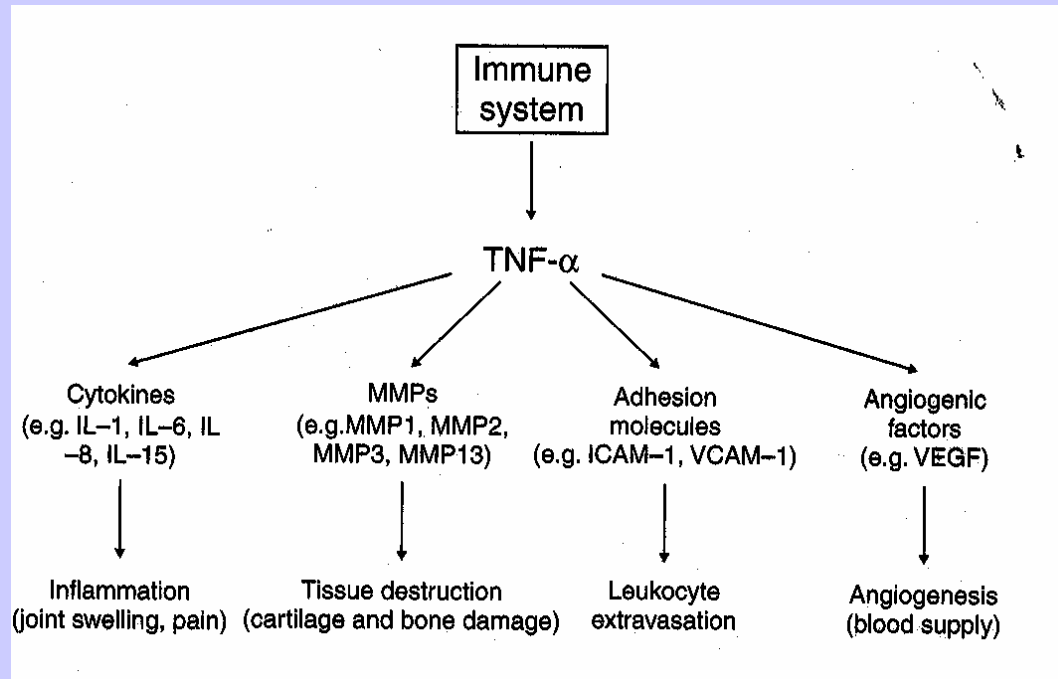 Immune
system
TNF-α
Cytokines
(e.g. IL–1, IL–6, IL
–8, IL–15)
MMPs
(e.g.MMP1, MMP2,
MMP3, MMP13)
Adhesion
molecules
(e.g. ICAM–1, VCAM–1)
Angiogenic
factors
(e.g. VEGF)
Inflammation
(joint swelling, pain)
Tissue destruction
(cartilage and bone damage)
Leukocyte
extravasation
Angiogenesis
(blood supply)